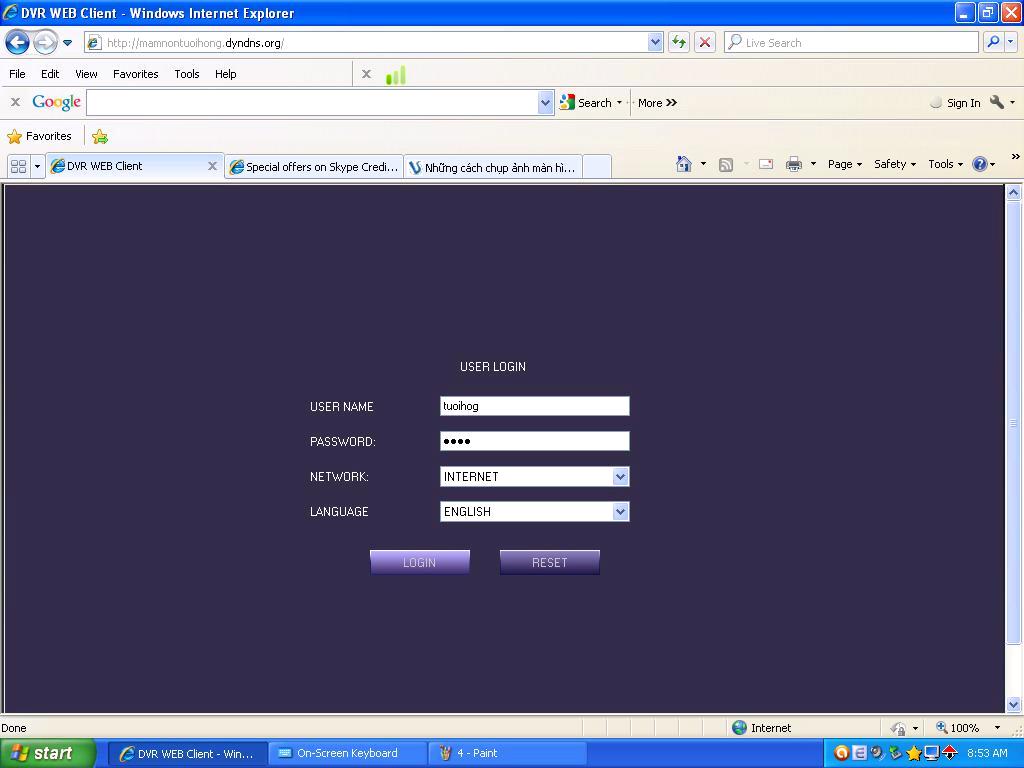 DVR WEB Client - Windows Internet Explorer
http://mamnontuoihong.dyndns.org/
Live Search
File Edit View Favorites Tools Help
Google Search More >> Sign In
Favorites
DVR WEB Client
Special offers on Skype Credi...
Những cách chụp ảnh màn hì...
Page Safety Tools
USER LOGIN
USER NAME tuoihog
PASSWORD: ●●●●
NETWORK: INTERNET
LANGUAGE ENGLISH
LOGIN RESET
Done Internet 100%
start DVR WEB Client - Win... On-Screen Keyboard 4 - Paint 8:53 AM